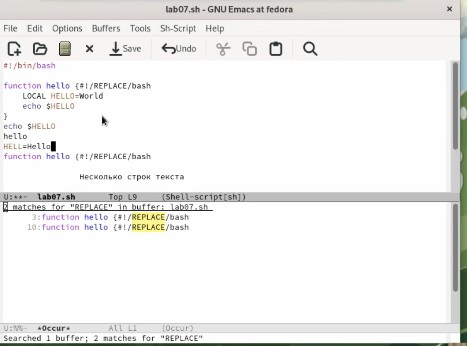 lab07.sh - GNU Emacs at fedora
File Edit Options Buffers Tools Sh-Script Help
Save Undo
#!/bin/bash
function hello {#!/REPLACE/bash
LOCAL HELLO=World
echo $HELLO
}
echo $HELLO
hello
HELL=Hello
function hello {#!/REPLACE/bash
Несколько строк текста
U:**- lab07.sh Top L9 (Shell-script[sh])
2 matches for "REPLACE" in buffer: lab07.sh
3:function hello {#!/REPLACE/bash
10:function hello {#!/REPLACE/bash
U:%%- *Occur* All L1 (Occur)
Searched 1 buffer; 2 matches for "REPLACE"